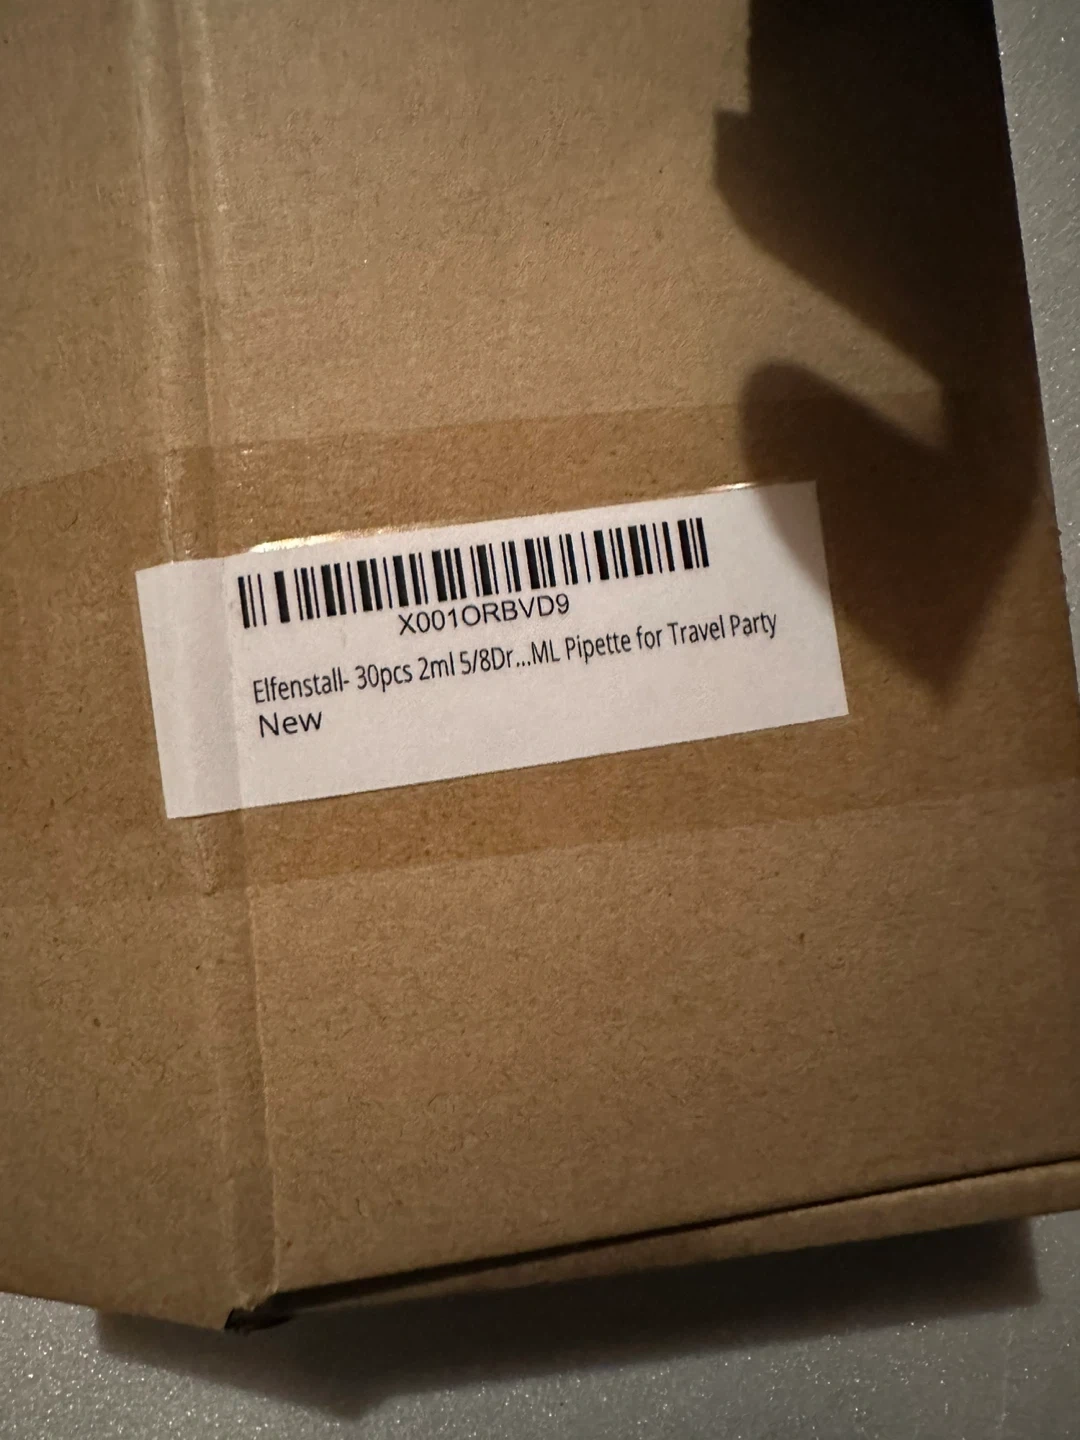 X001ORBVD9
Elfenstall- 30pcs 2ml 5/8Dr...ML Pipette for Travel Party
New